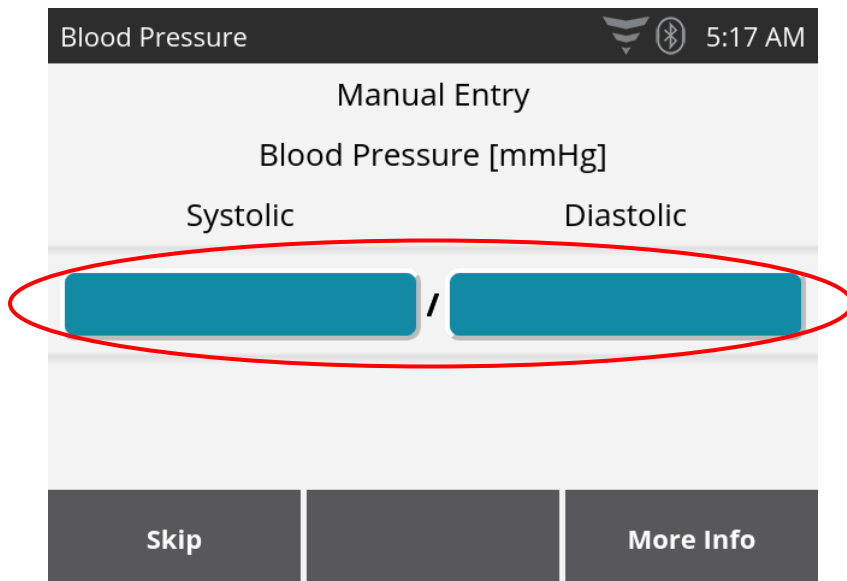 Blood Pressure 5:17 AM
Manual Entry
Blood Pressure [mmHg]
Systolic Diastolic
/
Skip More Info